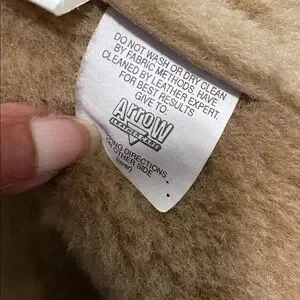 DO NOT WASH OR DRY CLEAN
BY FABRIC METHODS. HAVE
CLEANED BY LEATHER EXPERT.
FOR BEST RESULTS
GIVE TO
ARROW
DIRECTIONS
OTHER SIDE
(over)